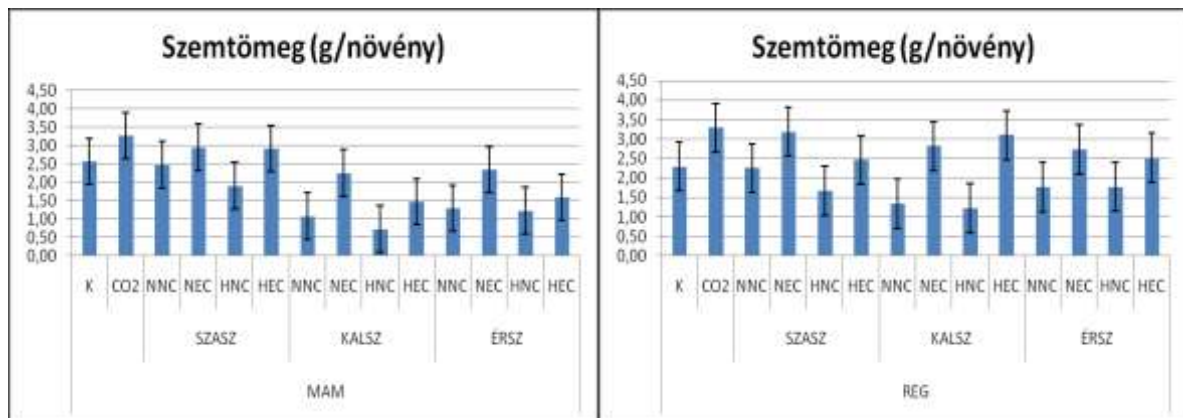 Szemtömeg (g/növény)
4,50
4,00
3,50
3,00
2,50
2,00
1,50
1,00
0,50
0,00
K CO2 NNC NEC HNC HEC NNC NEC HNC HEC NNC NEC HNC HEC
SZASZ KALSZ ÉRSZ
MAM
Szemtömeg (g/növény)
4,50
4,00
3,50
3,00
2,50
2,00
1,50
1,00
0,50
0,00
K CO2 NNC NEC HNC HEC NNC NEC HNC HEC NNC NEC HNC HEC
SZASZ KALSZ ÉRSZ
REG